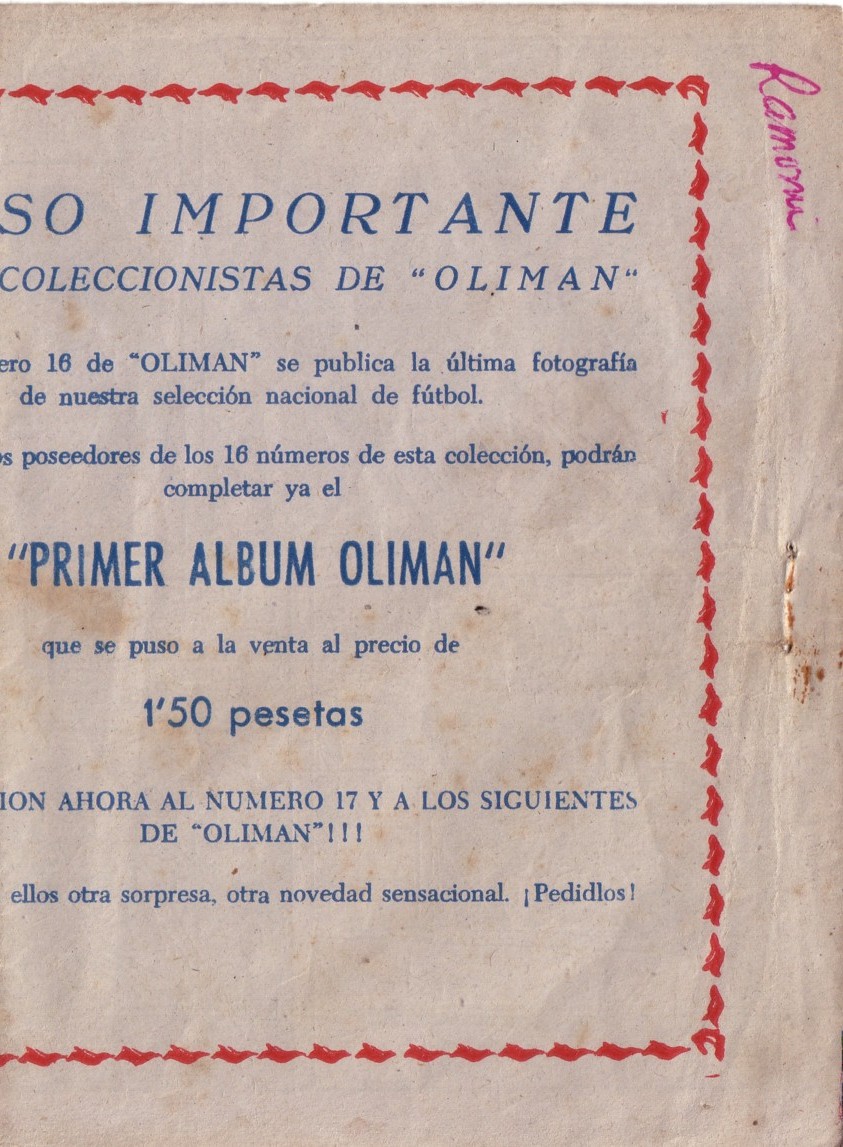 SO IMPORTANTE
COLECCIONISTAS DE “OLIMAN“
ero 16 de “OLIMAN” se publica la última fotografía
de nuestra selección nacional de fútbol.
os poseedores de los 16 números de esta colección, podrán
completar ya el
“PRIMER ALBUM OLIMAN“
que se puso a la venta al precio de
1'50 pesetas
ION AHORA AL NUMERO 17 Y A LOS SIGUIENTES
DE “OLIMAN”!!!
ellos otra sorpresa, otra novedad sensacional. ¡Pedidlos!